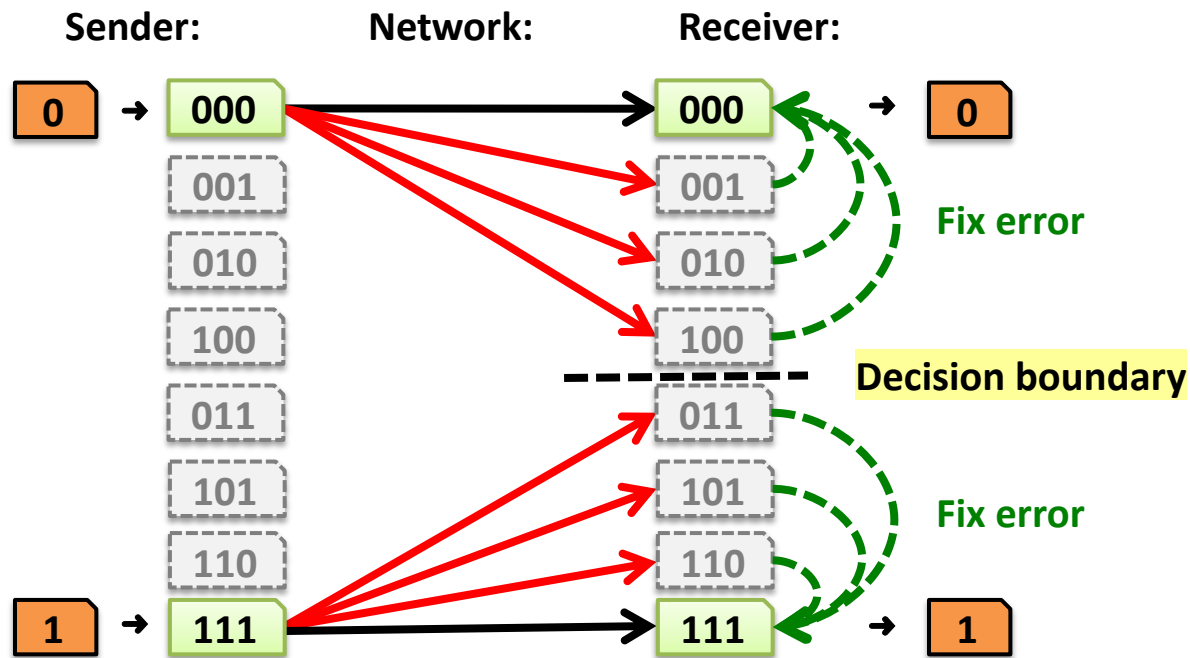 Sender: Network: Receiver:
0 000 000 0
001 001
010 010 Fix error
100 100
Decision boundary
011 011
101 101 Fix error
110 110
1 111 111 1